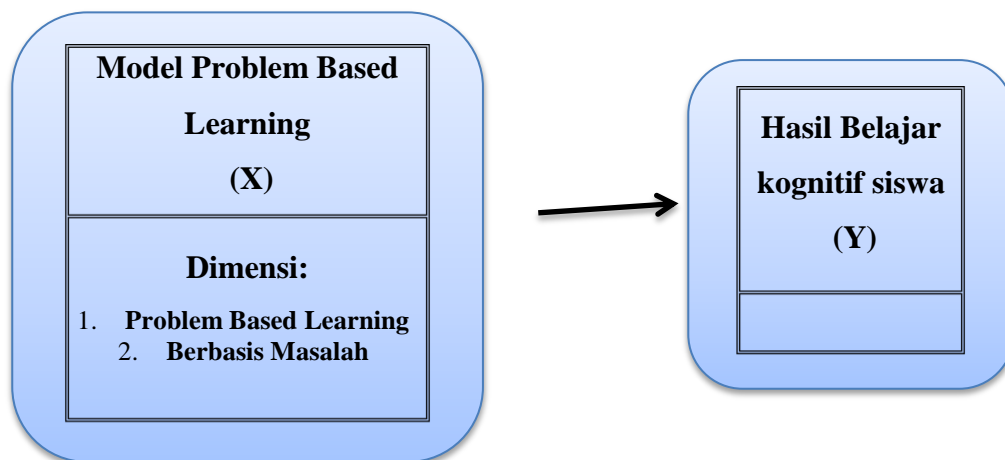 Model Problem Based
Learning
(X)
Dimensi:
1. Problem Based Learning
2. Berbasis Masalah
Hasil Belajar
kognitif siswa
(Y)